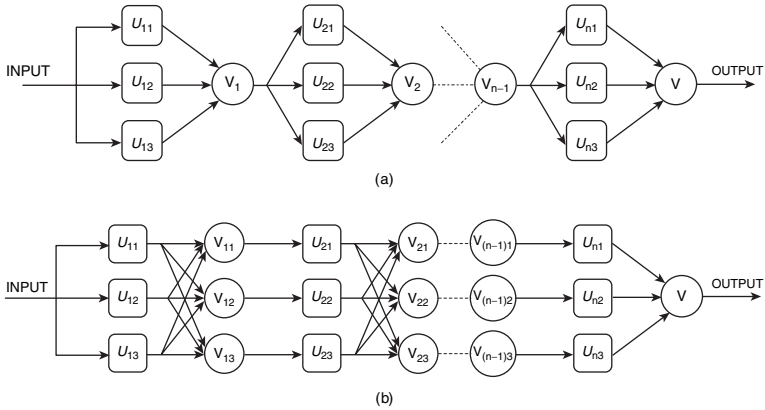 U11 U21 Un1
INPUT U12 V1 U22 V2 Vn−1 Un2 V OUTPUT
U13 U23 Un3
(a)
U11 V11 U21 V21 V(n−1)1 Un1
INPUT U12 V12 U22 V22 V(n−1)2 Un2 V OUTPUT
U13 V13 U23 V23 V(n−1)3 Un3
(b)